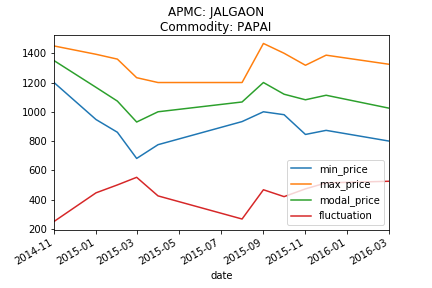 APMC: JALGAON
Commodity: PAPAI
1400
1200
1000
800
600
400
200
min_price
max_price
modal_price
fluctuation
2014-11
2015-01
2015-03
2015-05
2015-07
2015-09
2015-11
2016-01
2016-03
date